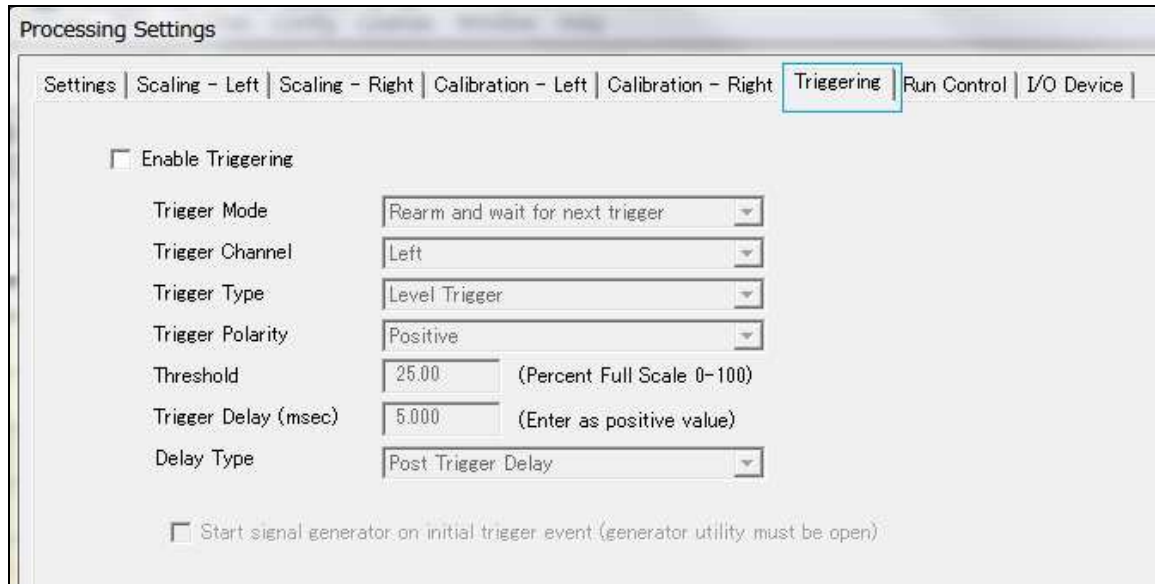 Processing Settings
Settings | Scaling - Left | Scaling - Right | Calibration - Left | Calibration - Right | Triggering | Run Control | I/O Device |
Enable Triggering
Trigger Mode Rearm and wait for next trigger
Trigger Channel Left
Trigger Type Level Trigger
Trigger Polarity Positive
Threshold 25.00 (Percent Full Scale 0-100)
Trigger Delay (msec) 5.000 (Enter as positive value)
Delay Type Post Trigger Delay
Start signal generator on initial trigger event (generator utility must be open)